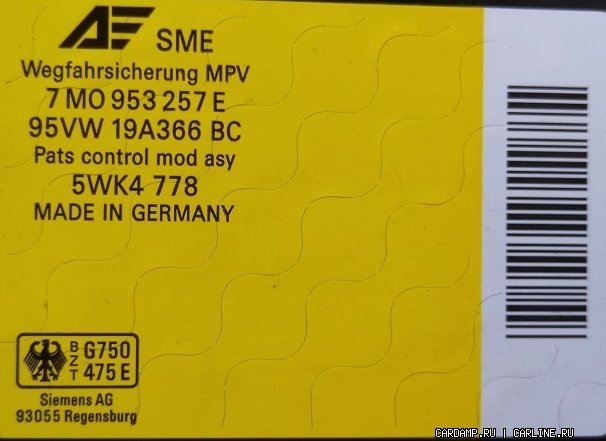 AE SME
Wegfahrsicherung MPV
7 MO 953 257 E
95VW 19A366 BC
Pats control mod asy
5WK4 778
MADE IN GERMANY
BZT G750
475 E
Siemens AG
93055 Regensburg
CARDAMP.RU | CARLINE.RU